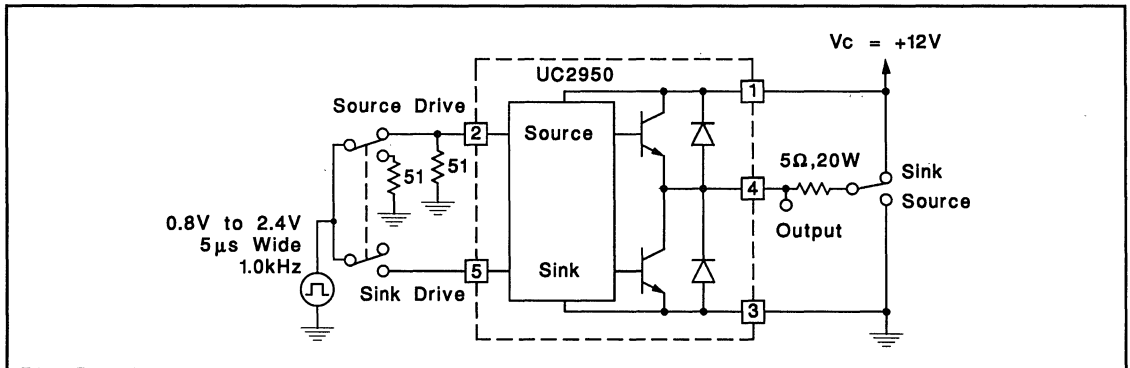 Vc = +12V
UC2950
1
Source Drive
2
Source
51
51
5Ω,20W
4
Sink
Source
Output
0.8V to 2.4V
5µs Wide
1.0kHz
5
Sink
Sink Drive
3